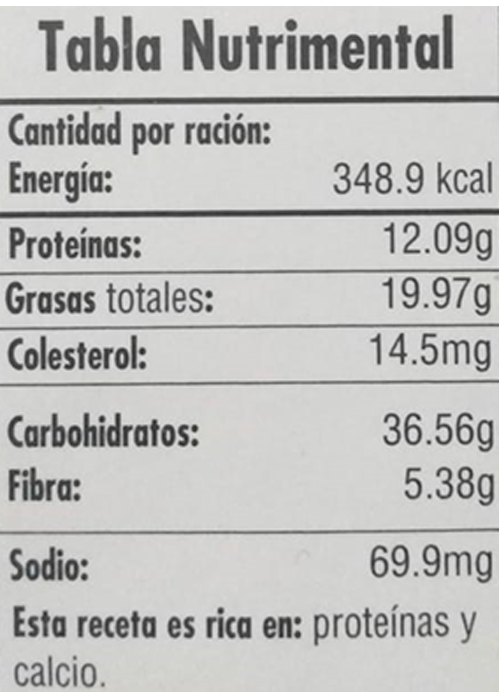 Tabla Nutrimental
Cantidad por ración:
Energía: 348.9 kcal
Proteínas: 12.09g
Grasas totales: 19.97g
Colesterol: 14.5mg
Carbohidratos: 36.56g
Fibra: 5.38g
Sodio: 69.9mg
Esta receta es rica en: proteínas y
calcio.